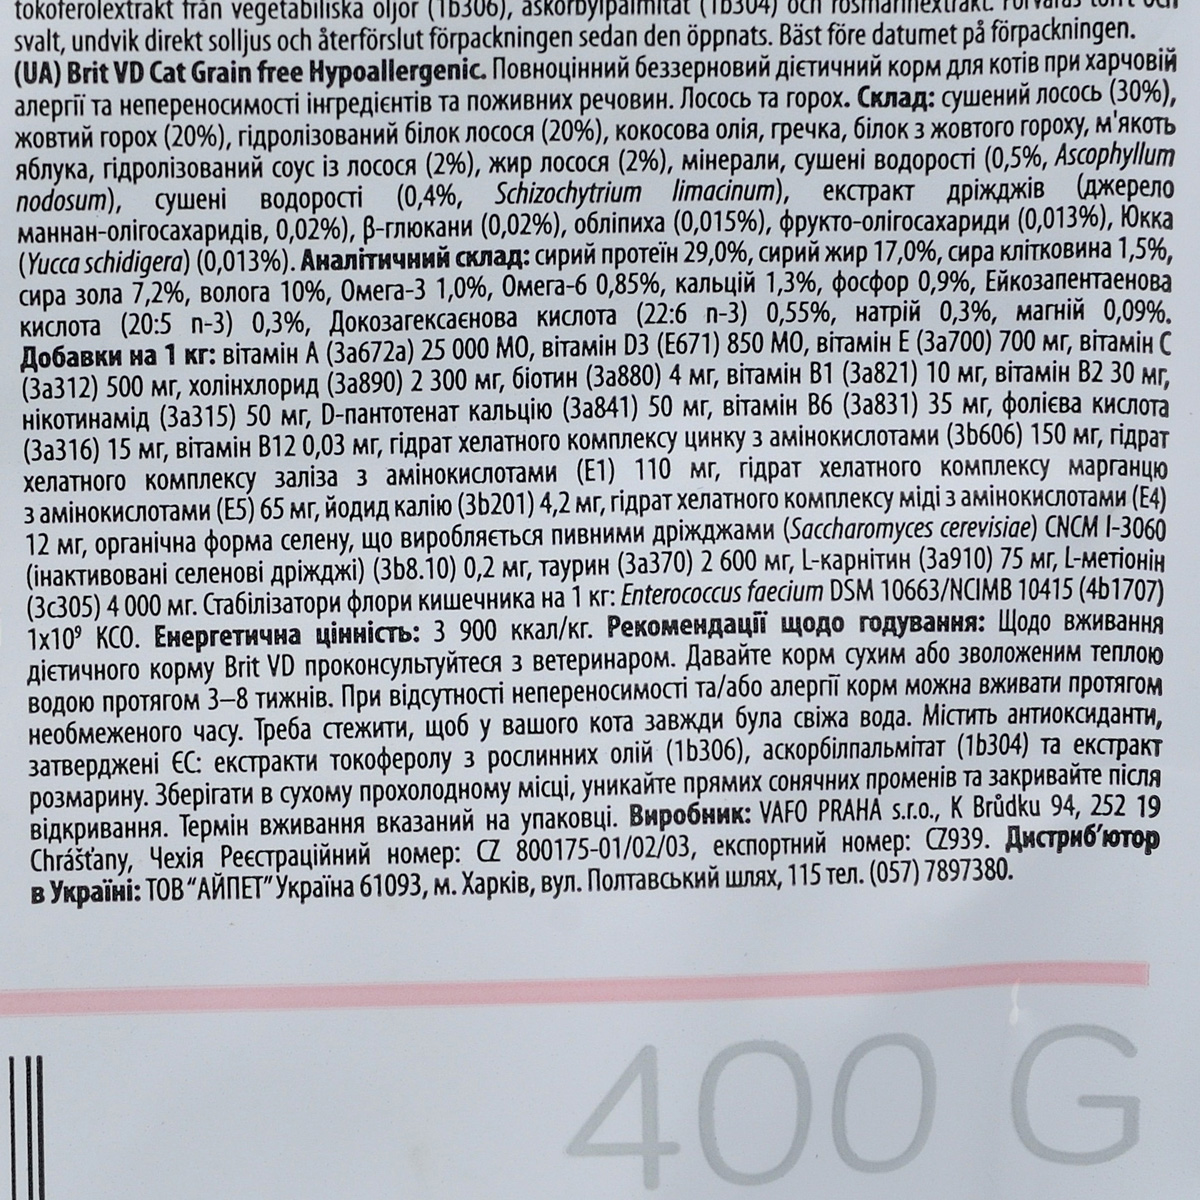 tokoferolextrakt från vegetabiliska oljor (1b306), askorbylpalmitat (1b304) och rosmarinextrakt. Förvaras torrt och
svalt, undvik direkt solljus och återförslut förpackningen sedan den öppnats. Bäst före datumet på förpackningen.
(UA) Brit VD Cat Grain free Hypoallergenic. Повноцінний беззерновий дієтичний корм для котів при харчовій
алергії та непереносимості інгредієнтів та поживних речовин. Лосось та горох. Склад: сушений лосось (30%),
жовтий горох (20%), гідролізований білок лосося (20%), кокосова олія, гречка, білок з жовтого гороху, м'якоть
яблука, гідролізований соус із лосося (2%), жир лосося (2%), мінерали, сушені водорості (0,5%, Ascophyllum
nodosum), сушені водорості (0,4%, Schizochytrium limacinum), екстракт дріжджів (джерело
маннан-олігосахаридів, 0,02%), β-глюкани (0,02%), обліпиха (0,015%), фрукто-олігосахариди (0,013%), Юкка
(Yucca schidigera) (0,013%). Аналітичний склад: сирий протеїн 29,0%, сирий жир 17,0%, сира клітковина 1,5%,
сира зола 7,2%, волога 10%, Омега-3 1,0%, Омега-6 0,85%, кальцій 1,3%, фосфор 0,9%, Ейкозапентаенова
кислота (20:5 n-3) 0,3%, Докозагексаєнова кислота (22:6 n-3) 0,55%, натрій 0,3%, магній 0,09%.
Добавки на 1 кг: вітамін А (3а672а) 25 000 МО, вітамін D3 (Е671) 850 МО, вітамін Е (3а700) 700 мг, вітамін С
(3а312) 500 мг, холінхлорид (3а890) 2 300 мг, біотин (3а880) 4 мг, вітамін В1 (3а821) 10 мг, вітамін В2 30 мг,
нікотинамід (3а315) 50 мг, D-пантотенат кальцію (3а841) 50 мг, вітамін В6 (3а831) 35 мг, фолієва кислота
(3а316) 15 мг, вітамін В12 0,03 мг, гідрат хелатного комплексу цинку з амінокислотами (3b606) 150 мг, гідрат
хелатного комплексу заліза з амінокислотами (Е1) 110 мг, гідрат хелатного комплексу марганцю
з амінокислотами (Е5) 65 мг, йодид калію (3b201) 4,2 мг, гідрат хелатного комплексу міді з амінокислотами (Е4)
12 мг, органічна форма селену, що виробляється пивними дріжджами (Saccharomyces cerevisiae) CNCM I-3060
(інактивовані селенові дріжджі) (3b8.10) 0,2 мг, таурин (3а370) 2 600 мг, L-карнітин (3а910) 75 мг, L-метіонін
(3с305) 4 000 мг. Стабілізатори флори кишечника на 1 кг: Enterococcus faecium DSM 10663/NCIMB 10415 (4b1707)
1x10⁹ КСО. Енергетична цінність: 3 900 ккал/кг. Рекомендації щодо годування: Щодо вживання
дієтичного корму Brit VD проконсультуйтеся з ветеринаром. Давайте корм сухим або зволоженим теплою
водою протягом 3–8 тижнів. При відсутності непереносимості та/або алергії корм можна вживати протягом
необмеженого часу. Треба стежити, щоб у вашого кота завжди була свіжа вода. Містить антиоксиданти,
затверджені ЄС: екстракти токоферолу з рослинних олій (1b306), аскорбілпальмітат (1b304) та екстракт
розмарину. Зберігати в сухому прохолодному місці, уникайте прямих сонячних променів та закривайте після
відкривання. Термін вживання вказаний на упаковці. Виробник: VAFO PRAHA s.r.o., K Brůdku 94, 252 19
Chrášťany, Чехія Реєстраційний номер: CZ 800175-01/02/03, експортний номер: CZ939. Дистриб'ютор
в Україні: ТОВ "АЙПЕТ" Україна 61093, м. Харків, вул. Полтавський шлях, 115 тел. (057) 7897380.
400 G